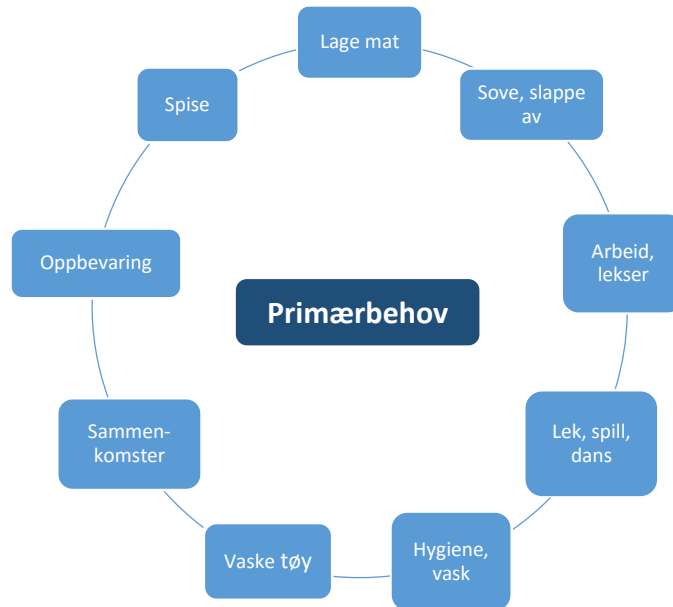 Lage mat
Sove, slappe
av
Arbeid,
lekser
Lek, spill,
dans
Hygiene,
vask
Vaske tøy
Sammen-
komster
Oppbevaring
Spise
Primærbehov